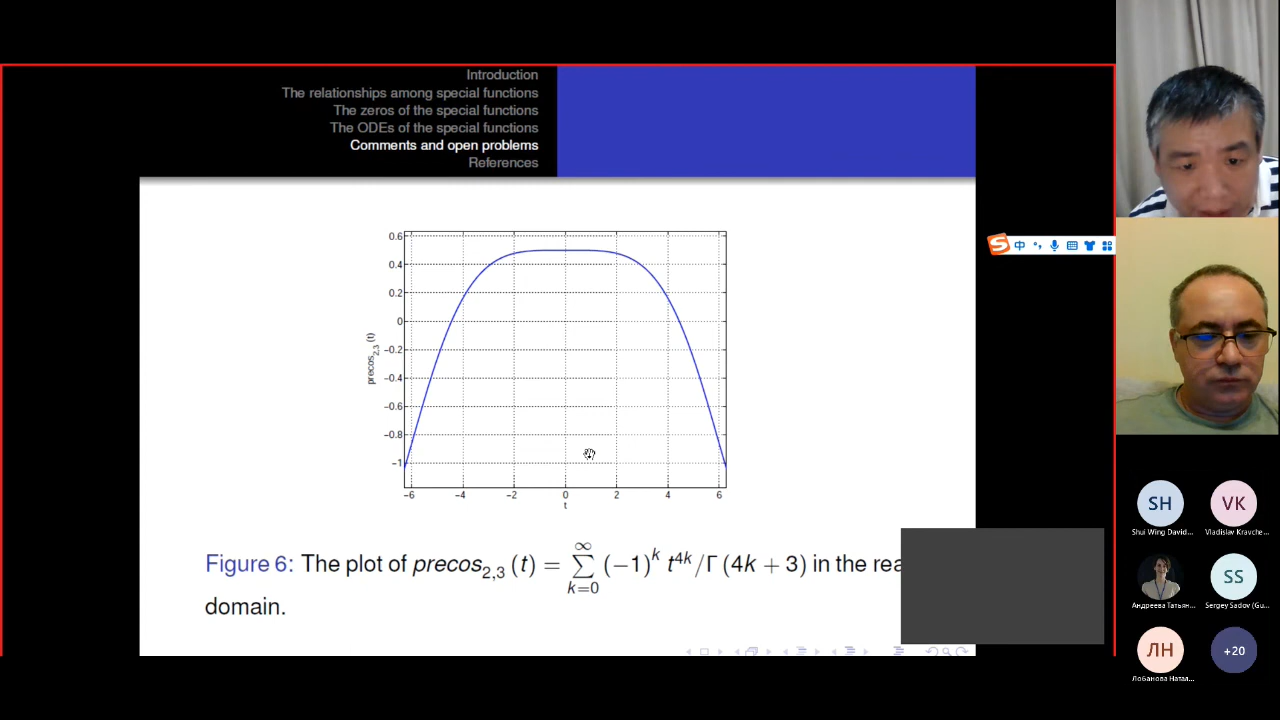 Introduction
The relationships among special functions
The zeros of the special functions
The ODEs of the special functions
Comments and open problems
References
中
0.6
0.4
0.2
0
−0.2
−0.4
−0.6
−0.8
−1
precos2,3 (t)
−6 −4 −2 0 2 4 6
t
Figure 6: The plot of precos2,3 (t) = ∞∑k=0 (−1)^k t^4k/Γ (4k + 3) in the rea
domain.
SH
Shui Wing David...
VK
Vladislav Kravche...
Андреева Татьян...
SS
Sergey Sadov (Gu...
ЛН
Лобанова Натал...
+20